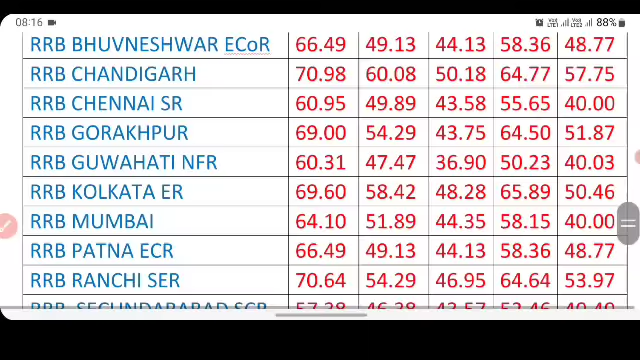 08:16 88%
RRB BHUVNESHWAR ECoR 66.49 49.13 44.13 58.36 48.77
RRB CHANDIGARH 70.98 60.08 50.18 64.77 57.75
RRB CHENNAI SR 60.95 49.89 43.58 55.65 40.00
RRB GORAKHPUR 69.00 54.29 43.75 64.50 51.87
RRB GUWAHATI NFR 60.31 47.47 36.90 50.23 40.03
RRB KOLKATA ER 69.60 58.42 48.28 65.89 50.46
RRB MUMBAI 64.10 51.89 44.35 58.15 40.00
RRB PATNA ECR 66.49 49.13 44.13 58.36 48.77
RRB RANCHI SER 70.64 54.29 46.95 64.64 53.97
RRB SECUNDARABAD SCR